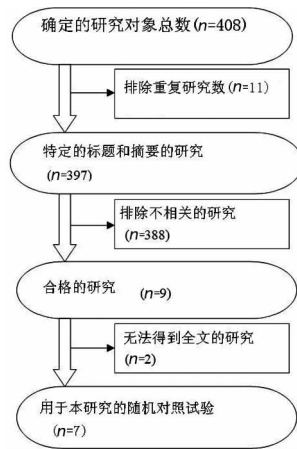 确定的研究对象总数(n=408)
排除重复研究数(n=11)
特定的标题和摘要的研究
(n=397)
排除不相关的研究
(n=388)
合格的研究 (n=9)
无法得到全文的研究
(n=2)
用于本研究的随机对照试验
(n=7)